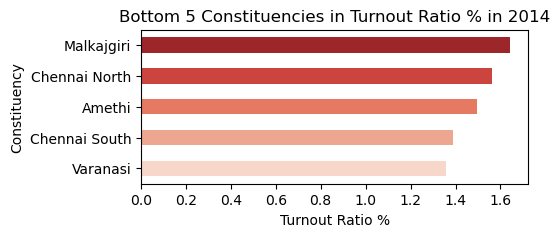 Bottom 5 Constituencies in Turnout Ratio % in 2014
Constituency
Malkajgiri
Chennai North
Amethi
Chennai South
Varanasi
0.0 0.2 0.4 0.6 0.8 1.0 1.2 1.4 1.6
Turnout Ratio %